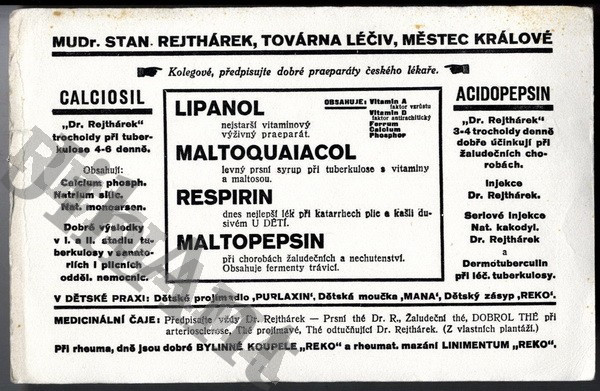 MUDr. STAN. REJTHÁREK, TOVÁRNA LÉČIV, MĚSTEC KRÁLOVÉ
Kolegové, předpisujte dobré praeparáty českého lékaře.
CALCIOSIL
„Dr. Rejthárek"
trochoidy při tuber-
kulose 4-6 denně.
Obsahují:
Calcium phosph.
Natrium silic.
Nat. monoarsen.
Dobré výsledky
v I. a II. stadiu tu-
berkulosy v sanato-
riích i plicních
odděl. nemocnic.
LIPANOL
nejstarší vitaminový
výživný praeparát.
OBSAHUJE: Vitamin A
faktor vzrůstu
Vitamin D
faktor antirachitický
Ferrum
Calcium
Phosphor
MALTOQUAIACOL
levný prsní syrup při tuberkulose s vitaminy
a maltosou.
RESPIRIN
dnes nejlepší lék při katarrhech plic a kašli du-
sivém U DĚTÍ.
MALTOPEPSIN
při chorobách žaludečních a nechutenství.
Obsahuje fermenty trávicí.
ACIDOPEPSIN
„Dr. Rejthárek"
3-4 trochoidy denně
dobře účinkují při
žaludečních cho-
robách.
Injekce
Dr. Rejthárek.
Seriové Injekce
Nat. kakodyl.
Dr. Rejthárek
a
Dermotuberculin
při léč. tuberkulosy.
V DĚTSKÉ PRAXI: Dětské projímadlo „PURLAXIN", Dětská moučka „MANA", Dětský zásyp „REKO".
MEDICINÁLNÍ ČAJE: Předpisujte vždy Dr. Rejthárek — Prsní thé Dr. R., Žaludeční thé, DOBROL THÉ při
arteriosclerose, Thé projímavé, Thé odtučňující Dr. Rejthárek. (Z vlastních plantáží.)
Při rheuma, dně jsou dobré BYLINNÉ KOUPELE „REKO" a rheumat. mazání LINIMENTUM „REKO".